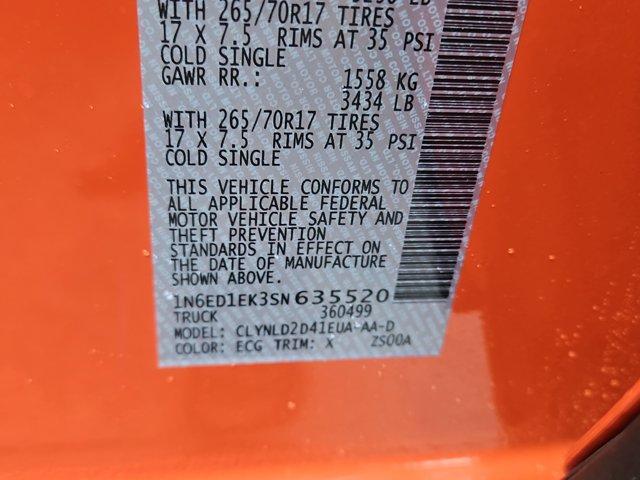 WITH 265/70R17 TIRES
17 X 7.5 RIMS AT 35 PSI
COLD SINGLE
GAWR RR.: 1558 KG
3434 LB
WITH 265/70R17 TIRES
17 X 7.5 RIMS AT 35 PSI
COLD SINGLE
THIS VEHICLE CONFORMS TO
ALL APPLICABLE FEDERAL
MOTOR VEHICLE SAFETY AND
THEFT PREVENTION
STANDARDS IN EFFECT ON
THE DATE OF MANUFACTURE
SHOWN ABOVE.
1N6ED1EK3SN635520
TRUCK 360499
MODEL: CLYNLD2D41EUA-AA-D
COLOR: ECG TRIM: X ZS00A